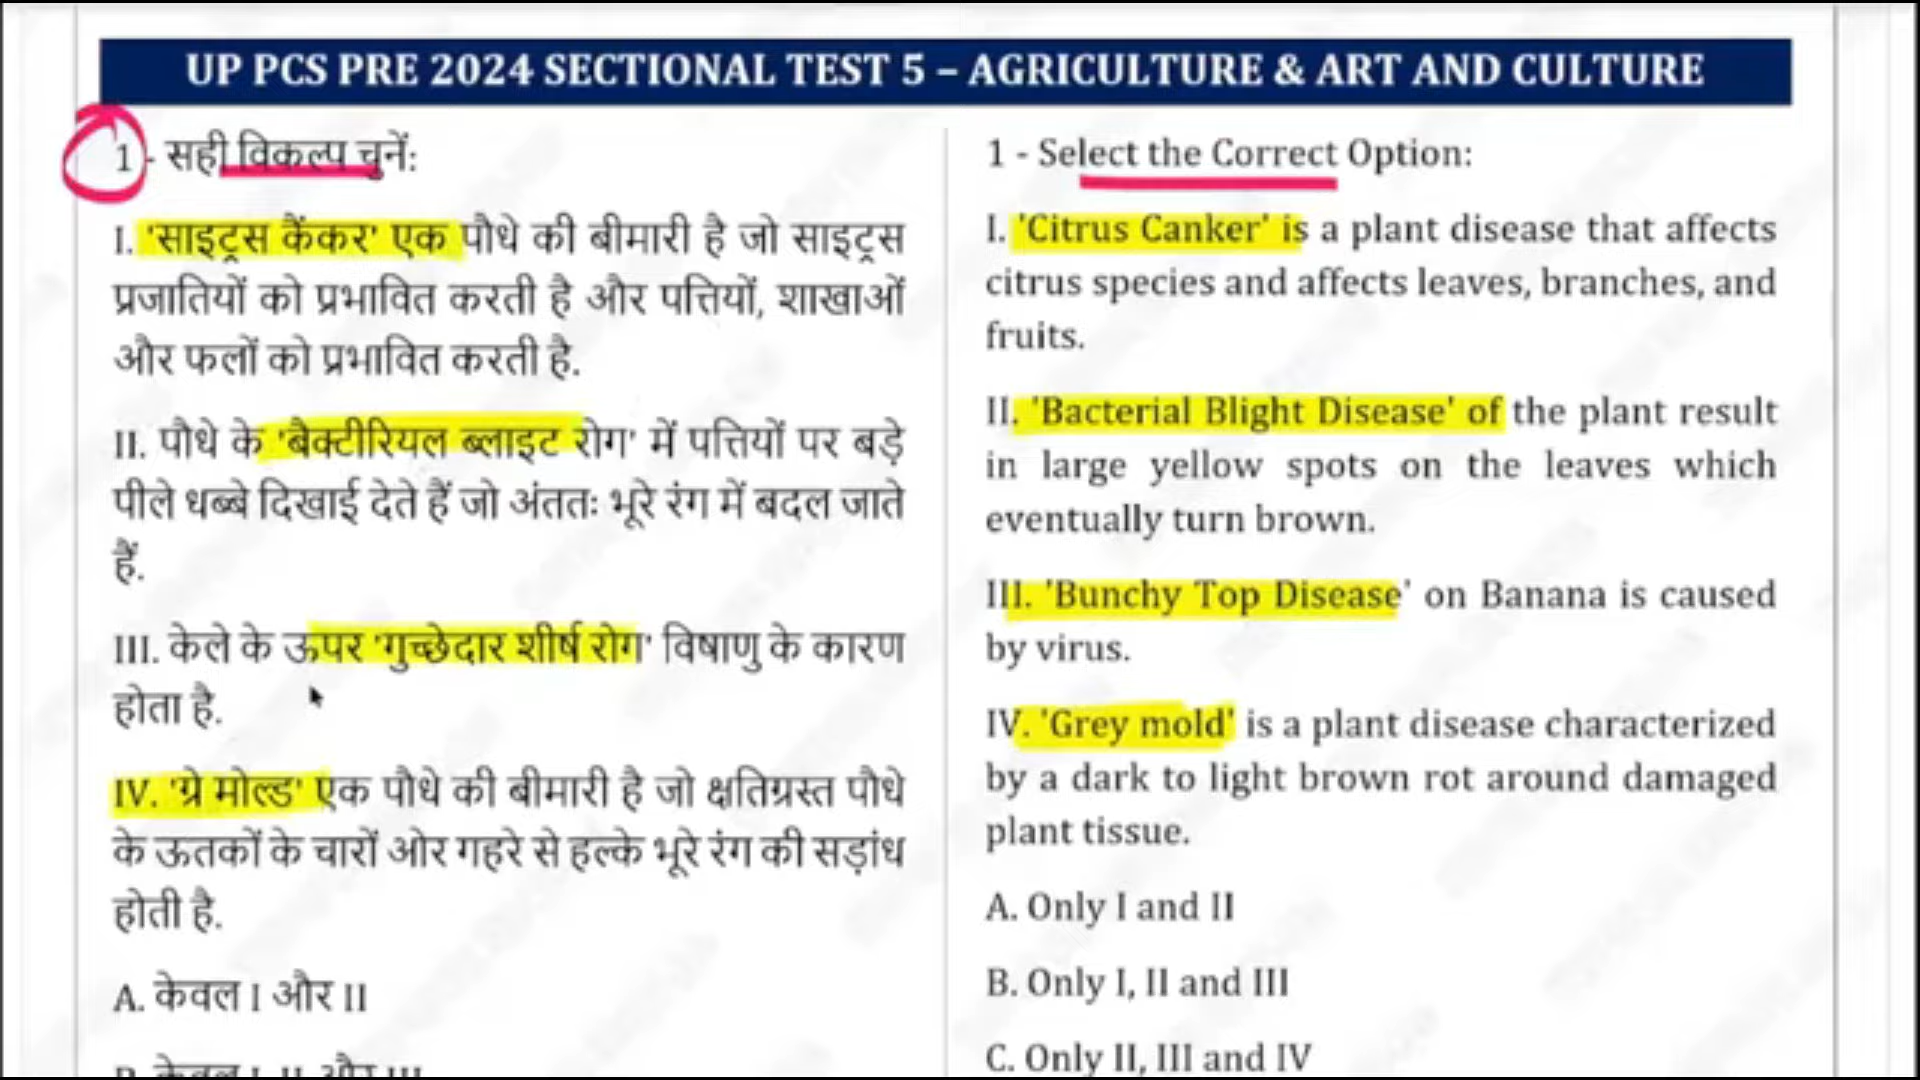 UP PCS PRE 2024 SECTIONAL TEST 5 – AGRICULTURE & ART AND CULTURE
1 - सही विकल्प चुनें:
I. 'साइट्रस कैंकर' एक पौधे की बीमारी है जो साइट्रस
प्रजातियों को प्रभावित करती है और पत्तियों, शाखाओं
और फलों को प्रभावित करती है.
II. पौधे के 'बैक्टीरियल ब्लाइट रोग' में पत्तियों पर बड़े
पीले धब्बे दिखाई देते हैं जो अंततः भूरे रंग में बदल जाते
हैं.
III. केले के ऊपर 'गुच्छेदार शीर्ष रोग' विषाणु के कारण
होता है.
IV. 'ग्रे मोल्ड' एक पौधे की बीमारी है जो क्षतिग्रस्त पौधे
के ऊतकों के चारों ओर गहरे से हल्के भूरे रंग की सड़ांध
होती है.
A. केवल I और II
B. केवल I, II और III
1 - Select the Correct Option:
I. 'Citrus Canker' is a plant disease that affects
citrus species and affects leaves, branches, and
fruits.
II. 'Bacterial Blight Disease' of the plant result
in large yellow spots on the leaves which
eventually turn brown.
III. 'Bunchy Top Disease' on Banana is caused
by virus.
IV. 'Grey mold' is a plant disease characterized
by a dark to light brown rot around damaged
plant tissue.
A. Only I and II
B. Only I, II and III
C. Only II, III and IV